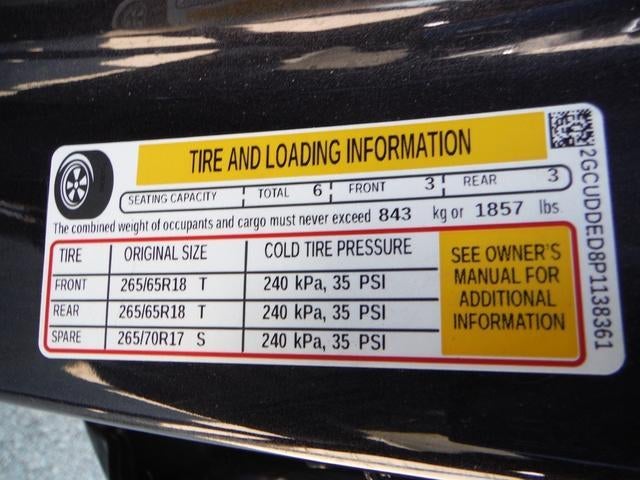 TIRE AND LOADING INFORMATION
SEATING CAPACITY TOTAL 6 FRONT 3 REAR 3
The combined weight of occupants and cargo must never exceed 843 kg or 1857 lbs.
TIRE ORIGINAL SIZE COLD TIRE PRESSURE
FRONT 265/65R18 T 240 kPa, 35 PSI
REAR 265/65R18 T 240 kPa, 35 PSI
SPARE 265/70R17 S 240 kPa, 35 PSI
SEE OWNER'S
MANUAL FOR
ADDITIONAL
INFORMATION
2GCUDDED8P1138361